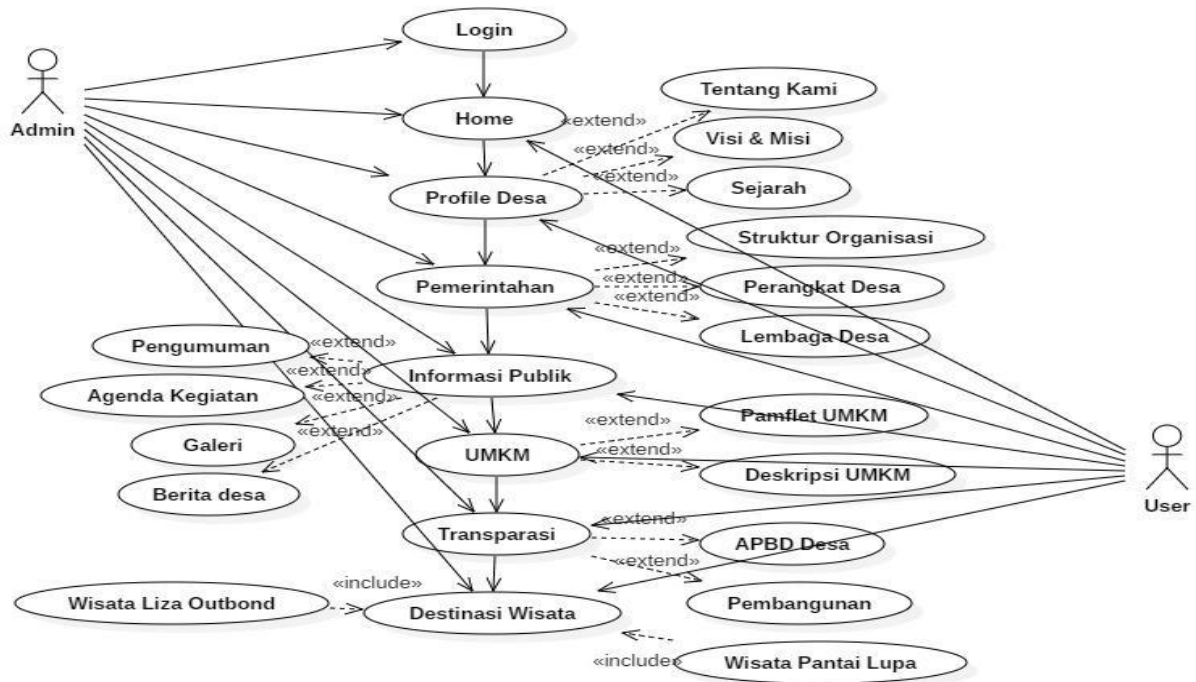 Login
Admin
Home
Tentang Kami
«extend»
Visi & Misi
«extend»
«extend»
Sejarah
Profile Desa
Struktur Organisasi
«extend»
Pemerintahan
«extend»
Perangkat Desa
«extend»
Lembaga Desa
Pengumuman
«extend»
Informasi Publik
«extend»
Agenda Kegiatan
«extend»
Galeri
«extend»
Berita desa
Pamflet UMKM
«extend»
UMKM
«extend»
Deskripsi UMKM
User
Transparasi
«extend»
APBD Desa
«extend»
Pembangunan
«include»
Wisata Liza Outbond
Destinasi Wisata
«include»
Wisata Pantai Lupa